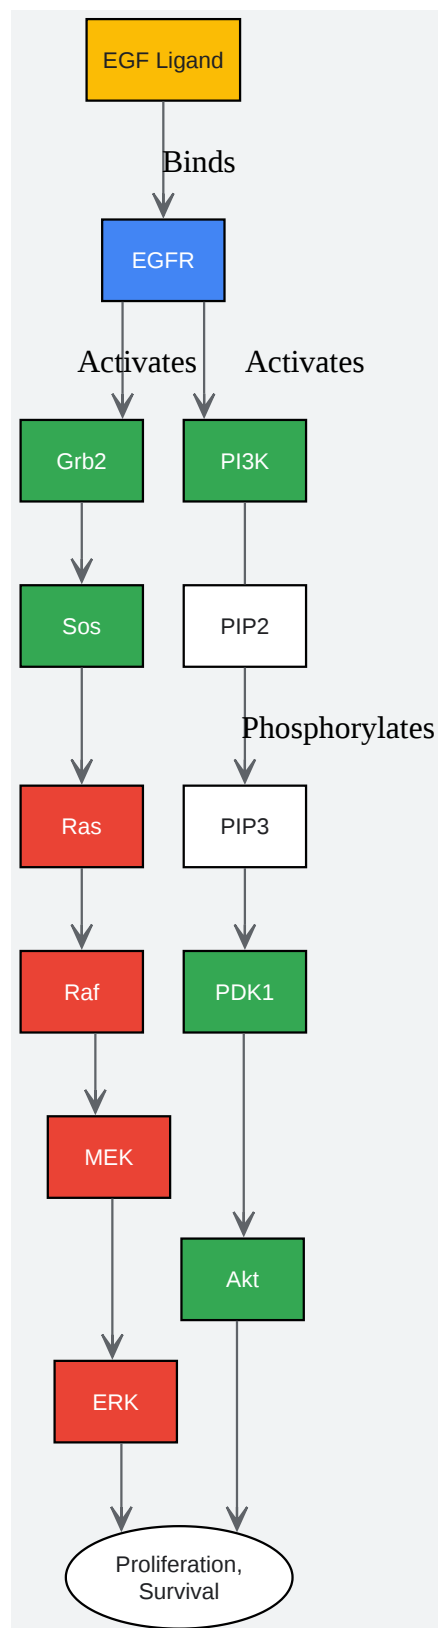 EGF Ligand
Binds
EGFR
Activates Activates
Grb2 PI3K
Sos PIP2
Phosphorylates
Ras PIP3
Raf PDK1
MEK
Akt
ERK
Proliferation,
Survival